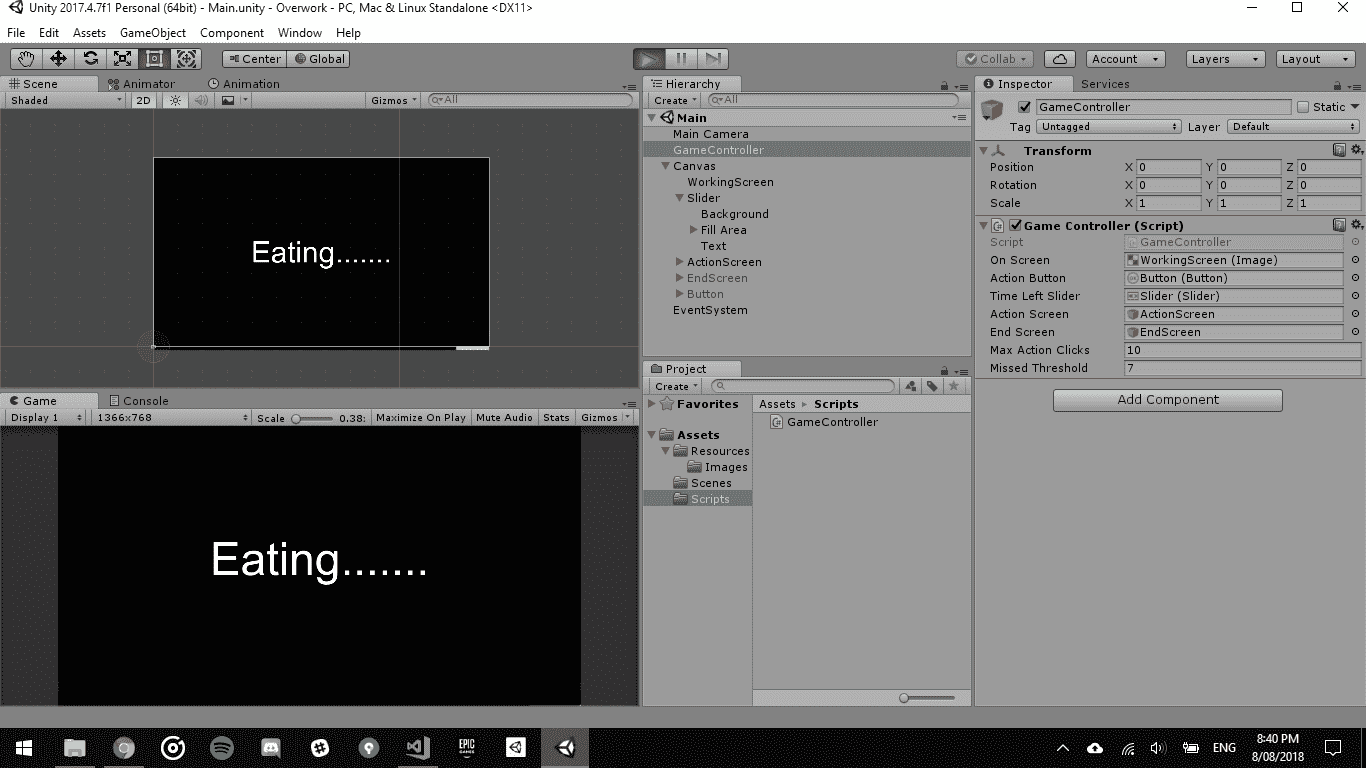 Unity 2017.4.7f1 Personal (64bit) - Main.unity - Overwork - PC, Mac & Linux Standalone <DX11>
File Edit Assets GameObject Component Window Help
Center Global Collab Account Layers Layout
Scene Animator Animation
Shaded 2D Gizmos All
Eating.......
Game Console
Display 1 1366x768 Scale 0.38: Maximize On Play Mute Audio Stats Gizmos
Eating.......
Hierarchy
Create All
Main
Main Camera
GameController
Canvas
WorkingScreen
Slider
Background
Fill Area
Text
ActionScreen
EndScreen
Button
EventSystem
Project
Create
Favorites
Assets
Resources
Images
Scenes
Scripts
Assets Scripts
GameController
Inspector Services
GameController Static
Tag Untagged Layer Default
Transform
Position X 0 Y 0 Z 0
Rotation X 0 Y 0 Z 0
Scale X 1 Y 1 Z 1
Game Controller (Script)
Script GameController
On Screen WorkingScreen (Image)
Action Button Button (Button)
Time Left Slider Slider (Slider)
Action Screen ActionScreen
End Screen EndScreen
Max Action Clicks 10
Missed Threshold 7
Add Component
EPIC
GAMES
ENG
8:40 PM
8/08/2018